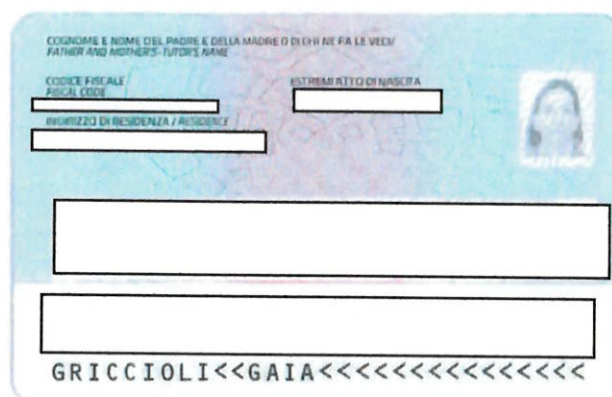 COGNOME E NOME DEL PADRE E DELLA MADRE O DI CHI NE FA LE VECI/
FATHER AND MOTHER'S-TUTOR'S NAME
CODICE FISCALE
FISCAL CODE
ESTREMI ATTO DI NASCITA
INDIRIZZO DI RESIDENZA / RESIDENCE
GRICCIOLI<<GAIA<<<<<<<<<<<<<<<<